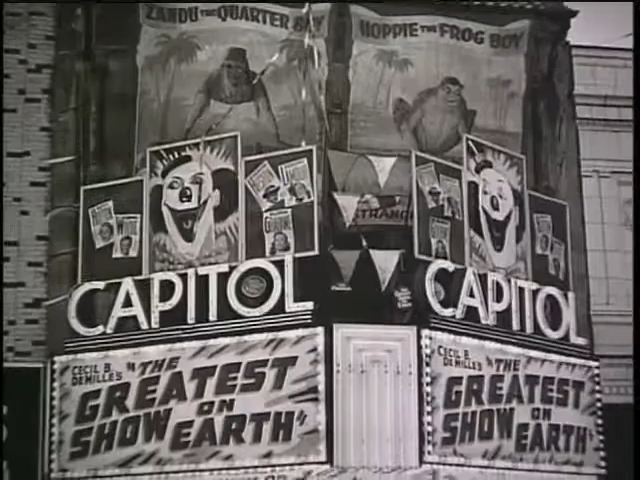 ZANDU THE QUARTER BOY
HOPPIE THE FROG BOY
STRANGE
CAPITOL
CAPITOL
CECIL B.
DEMILLE'S
"THE
GREATEST
ON
SHOW EARTH"
CECIL B.
DEMILLE'S
"THE
GREATEST
ON
SHOW EARTH"